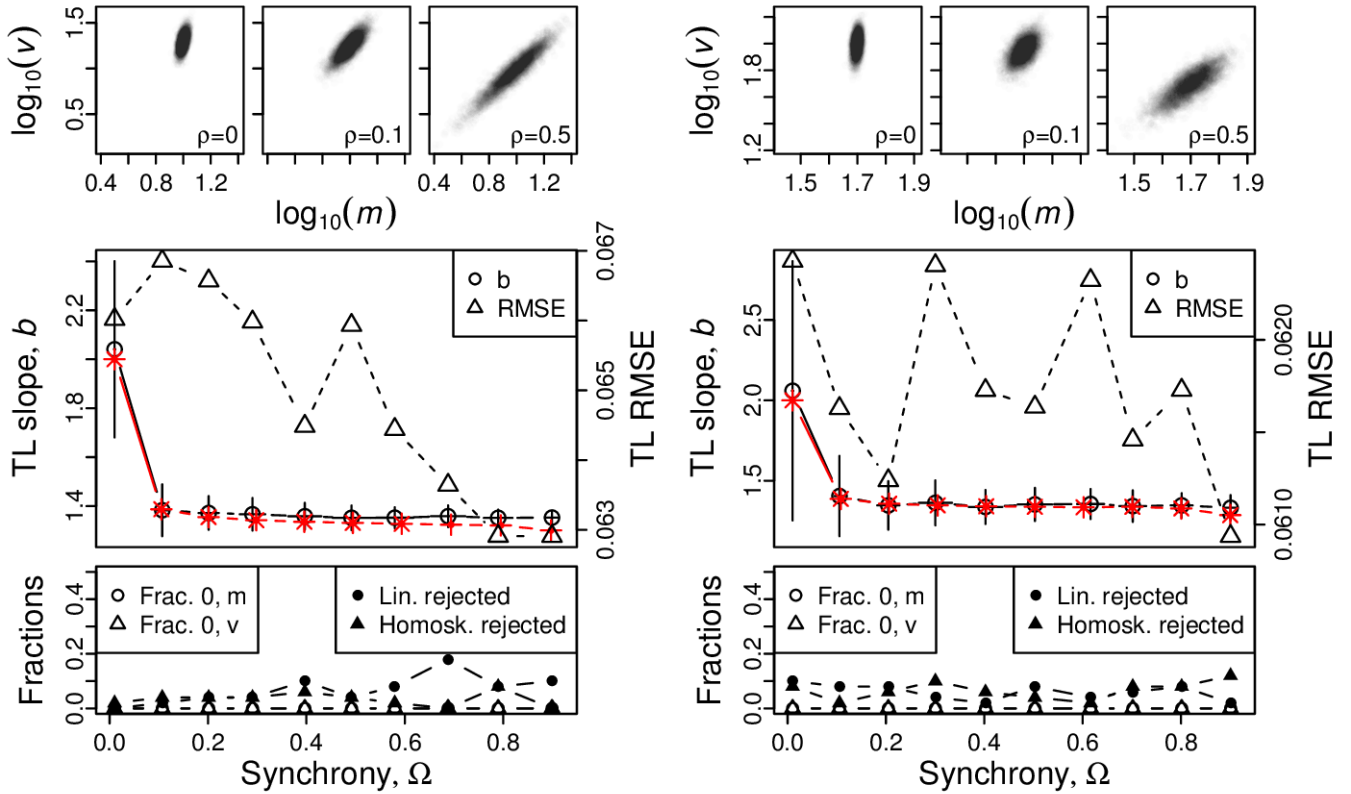 log10(v)
0.5
1.5
ρ=0
ρ=0.1
ρ=0.5
0.4
0.8
1.2
0.4
0.8
1.2
log10(m)
TL slope, b
1.4
1.8
2.2
b
RMSE
0.063
0.065
0.067
TL RMSE
Fractions
0.0
0.2
0.4
Frac. 0, m
Frac. 0, v
Lin. rejected
Homosk. rejected
0.0
0.2
0.4
0.6
0.8
Synchrony, Ω
log10(v)
1.2
1.8
ρ=0
ρ=0.1
ρ=0.5
1.5
1.7
1.9
1.5
1.7
1.9
log10(m)
TL slope, b
1.5
2.0
2.5
b
RMSE
0.0610
0.0620
TL RMSE
Fractions
0.0
0.2
0.4
Frac. 0, m
Frac. 0, v
Lin. rejected
Homosk. rejected
0.0
0.2
0.4
0.6
0.8
Synchrony, Ω